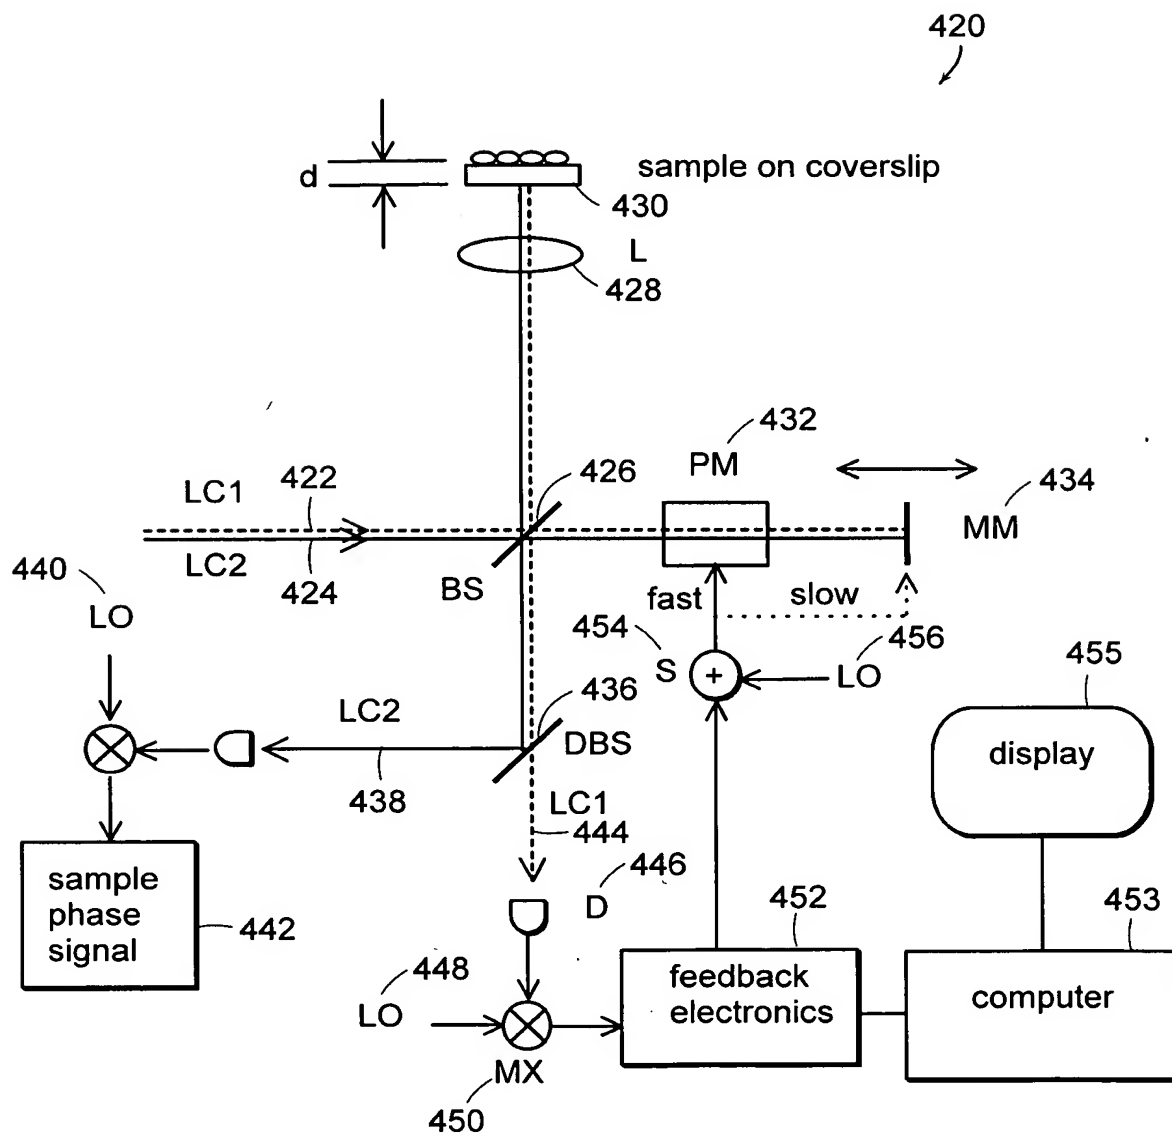 420
d
sample on coverslip
430
L
428
432
PM
426
434
MM
LC1
422
LC2
424
BS
440
LO
fast
slow
454
S
456
LO
455
436
DBS
LC2
438
display
LC1
444
446
D
sample
phase
signal
442
452
453
448
LO
feedback
electronics
computer
MX
450